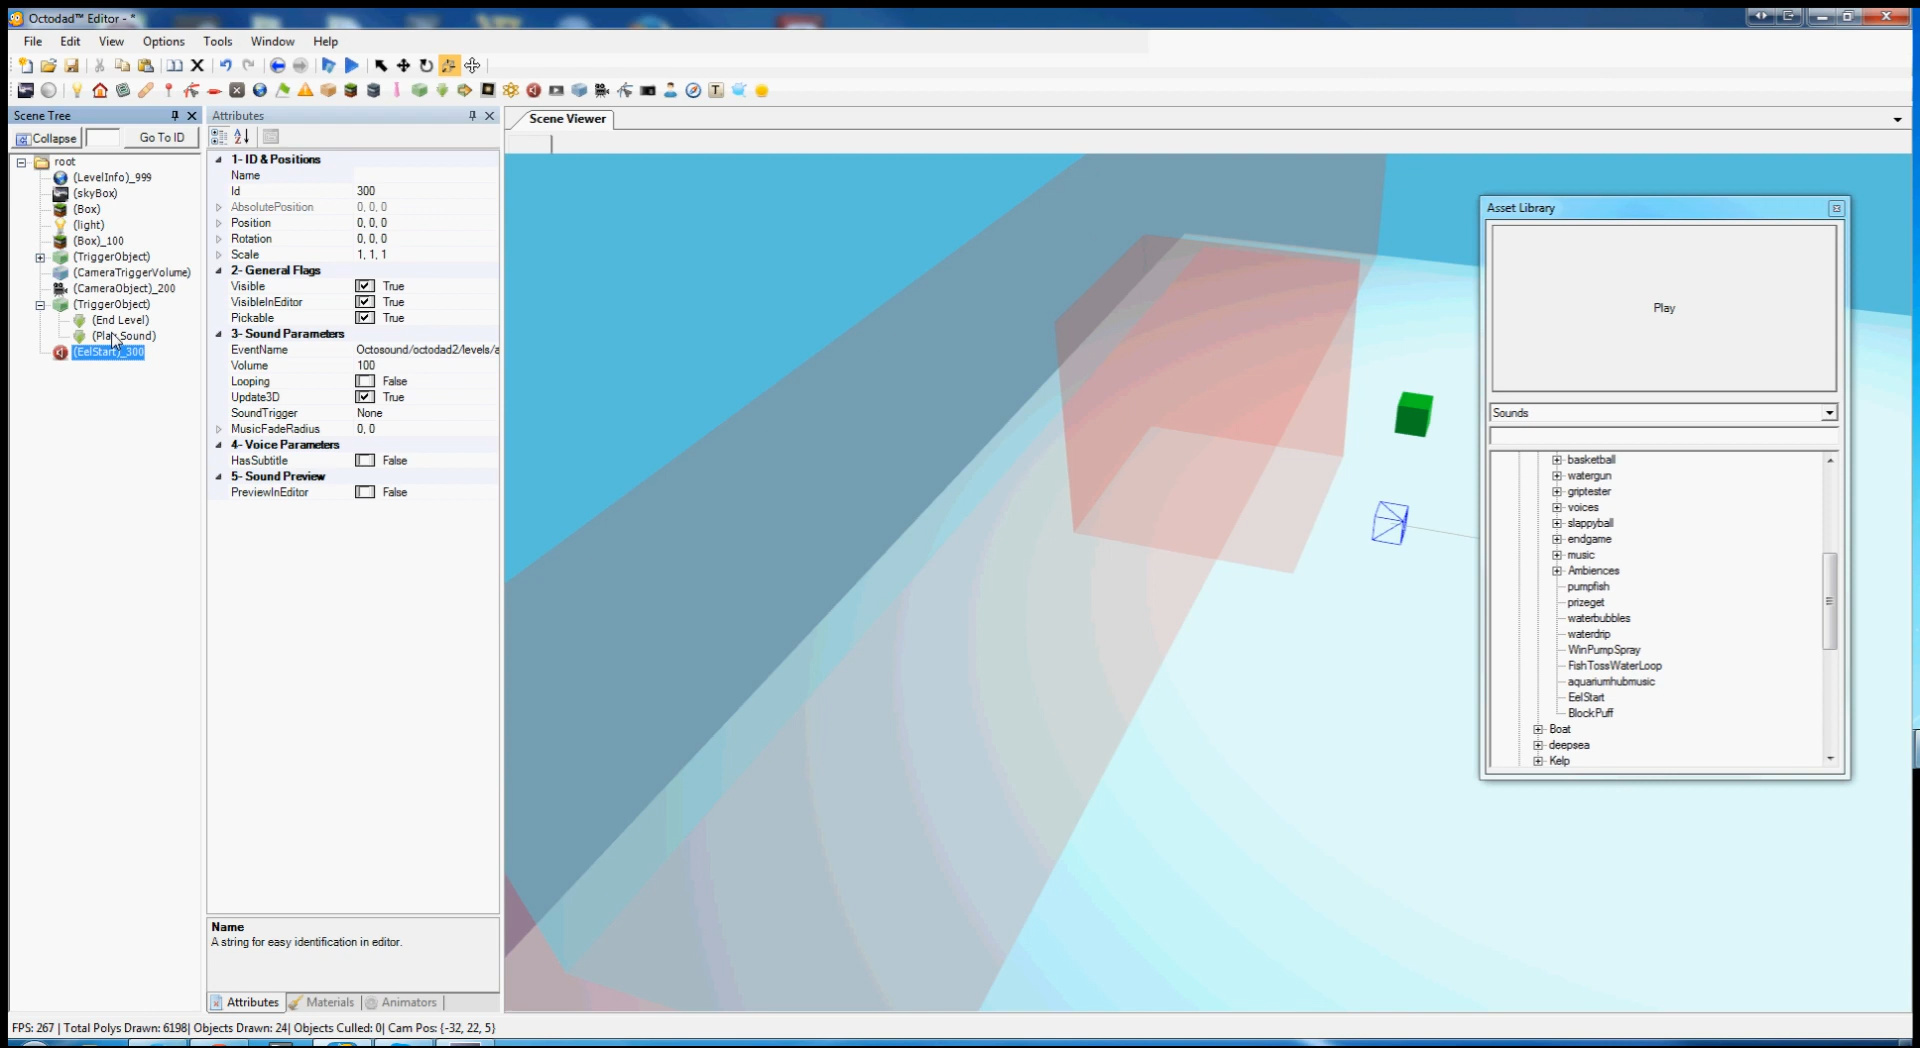 Octodad™ Editor - *
File Edit View Options Tools Window Help
Scene Tree
Collapse Go To ID
root
(LevelInfo)_999
(skyBox)
(Box)
(light)
(Box)_100
(TriggerObject)
(CameraTriggerVolume)
(CameraObject)_200
(TriggerObject)
(End Level)
(Play Sound)
(EelStart)_300
Attributes
1- ID & Positions
Name
Id 300
AbsolutePosition 0, 0, 0
Position 0, 0, 0
Rotation 0, 0, 0
Scale 1, 1, 1
2- General Flags
Visible True
VisibleInEditor True
Pickable True
3- Sound Parameters
EventName Octosound/octodad2/levels/a
Volume 100
Looping False
Update3D True
SoundTrigger None
MusicFadeRadius 0, 0
4- Voice Parameters
HasSubtitle False
5- Sound Preview
PreviewInEditor False
Name
A string for easy identification in editor.
Attributes Materials Animators
Scene Viewer
Asset Library
Play
Sounds
basketball
watergun
griptester
voices
slappyball
endgame
music
Ambiences
pumpfish
prizeget
waterbubbles
waterdrip
WinPumpSpray
FishTossWaterLoop
aquariumhubmusic
EelStart
BlockPuff
Boat
deepsea
Kelp
FPS: 267 | Total Polys Drawn: 6198| Objects Drawn: 24| Objects Culled: 0| Cam Pos: {-32, 22, 5}